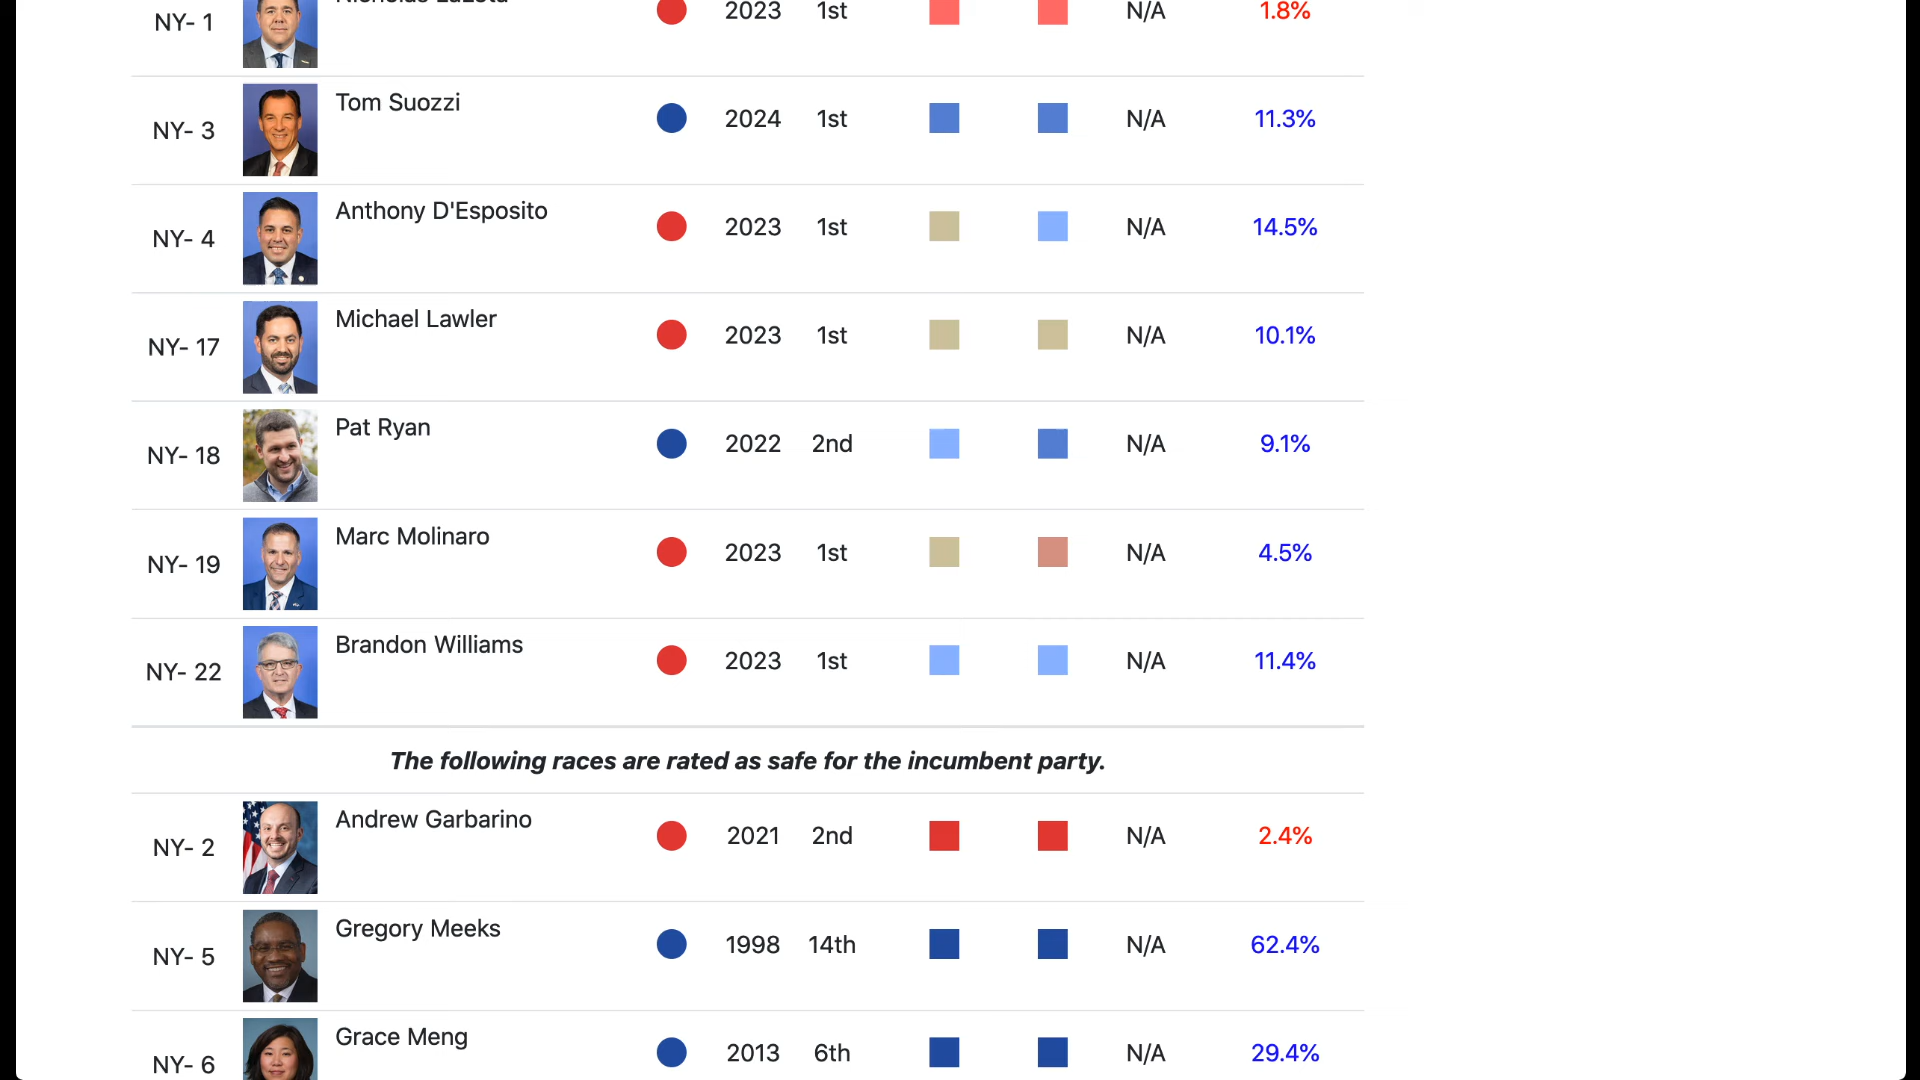 NY- 1 2023 1st N/A 1.8%
NY- 3 Tom Suozzi 2024 1st N/A 11.3%
NY- 4 Anthony D'Esposito 2023 1st N/A 14.5%
NY- 17 Michael Lawler 2023 1st N/A 10.1%
NY- 18 Pat Ryan 2022 2nd N/A 9.1%
NY- 19 Marc Molinaro 2023 1st N/A 4.5%
NY- 22 Brandon Williams 2023 1st N/A 11.4%
The following races are rated as safe for the incumbent party.
NY- 2 Andrew Garbarino 2021 2nd N/A 2.4%
NY- 5 Gregory Meeks 1998 14th N/A 62.4%
NY- 6 Grace Meng 2013 6th N/A 29.4%